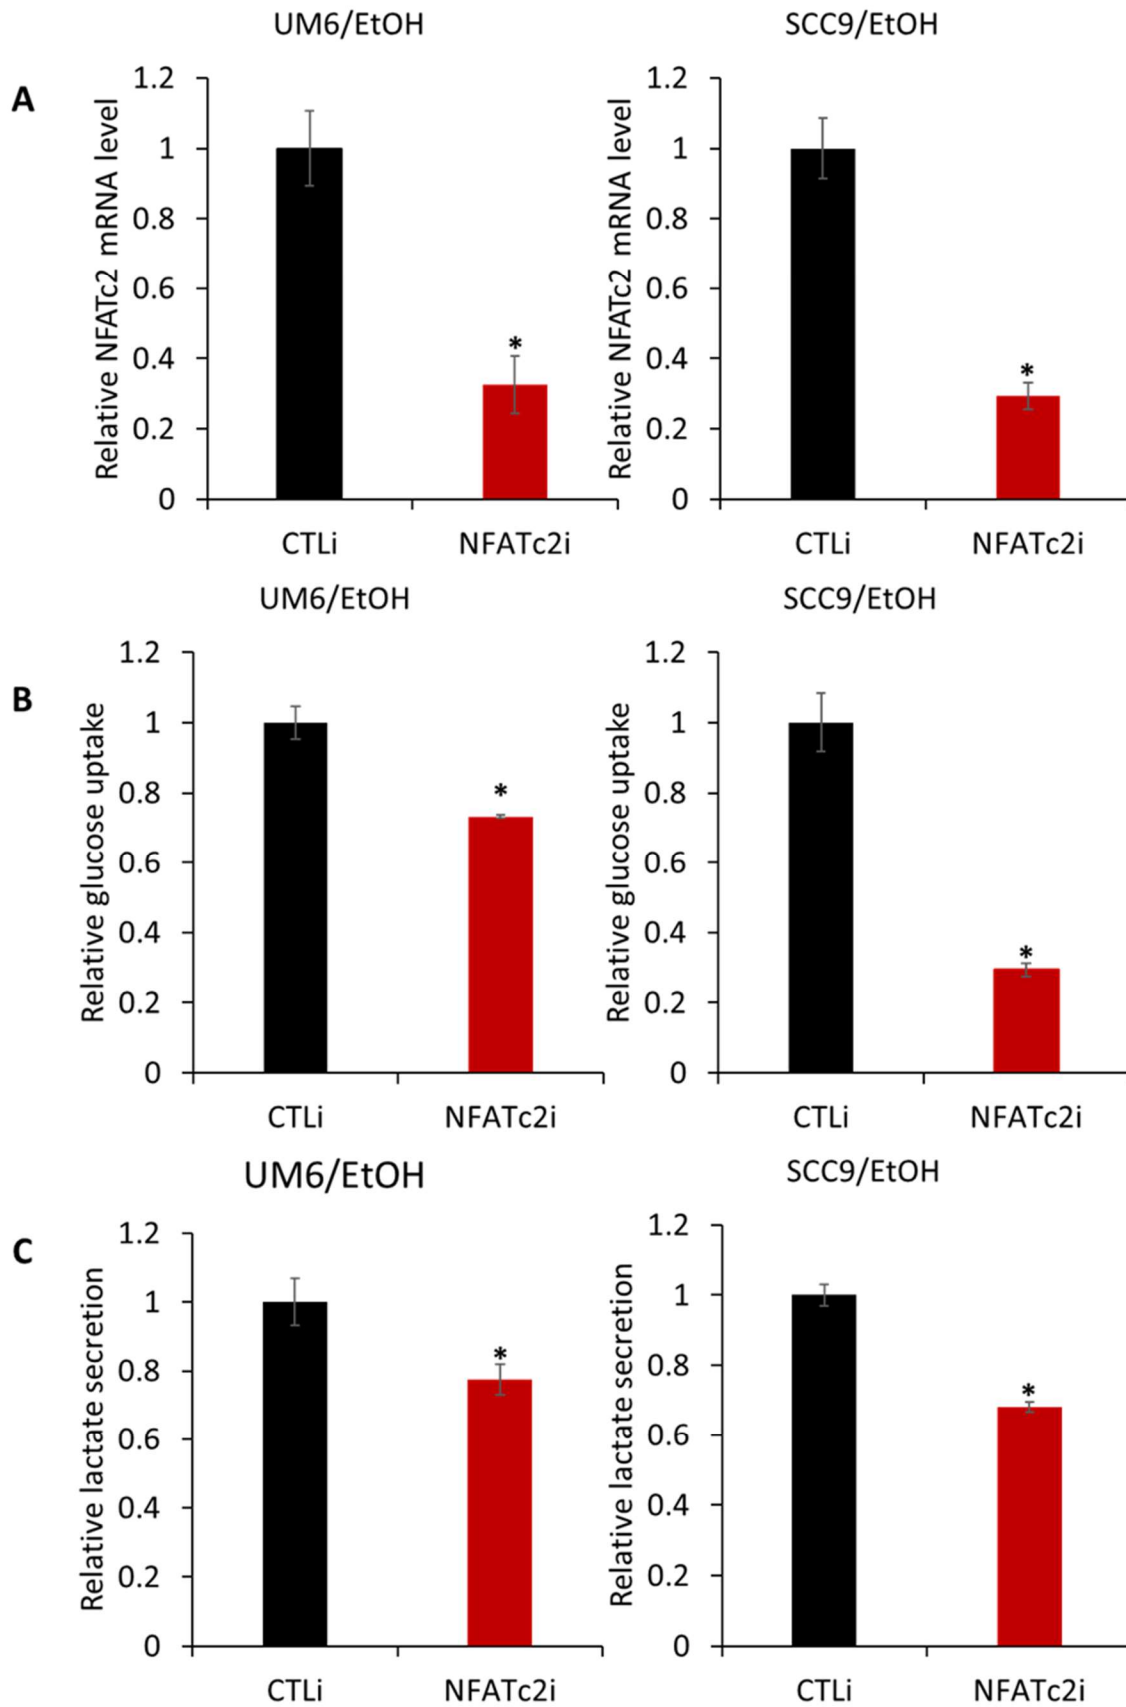 UM6/EtOH
SCC9/EtOH
A
Relative NFATc2 mRNA level
1.2
1
0.8
0.6
0.4
0.2
0
*
CTLi
NFATc2i
Relative NFATc2 mRNA level
1.2
1
0.8
0.6
0.4
0.2
0
*
CTLi
NFATc2i
UM6/EtOH
SCC9/EtOH
B
Relative glucose uptake
1.2
1
0.8
0.6
0.4
0.2
0
*
CTLi
NFATc2i
Relative glucose uptake
1.2
1
0.8
0.6
0.4
0.2
0
*
CTLi
NFATc2i
UM6/EtOH
SCC9/EtOH
C
Relative lactate secretion
1.2
1
0.8
0.6
0.4
0.2
0
*
CTLi
NFATc2i
Relative lactate secretion
1.2
1
0.8
0.6
0.4
0.2
0
*
CTLi
NFATc2i